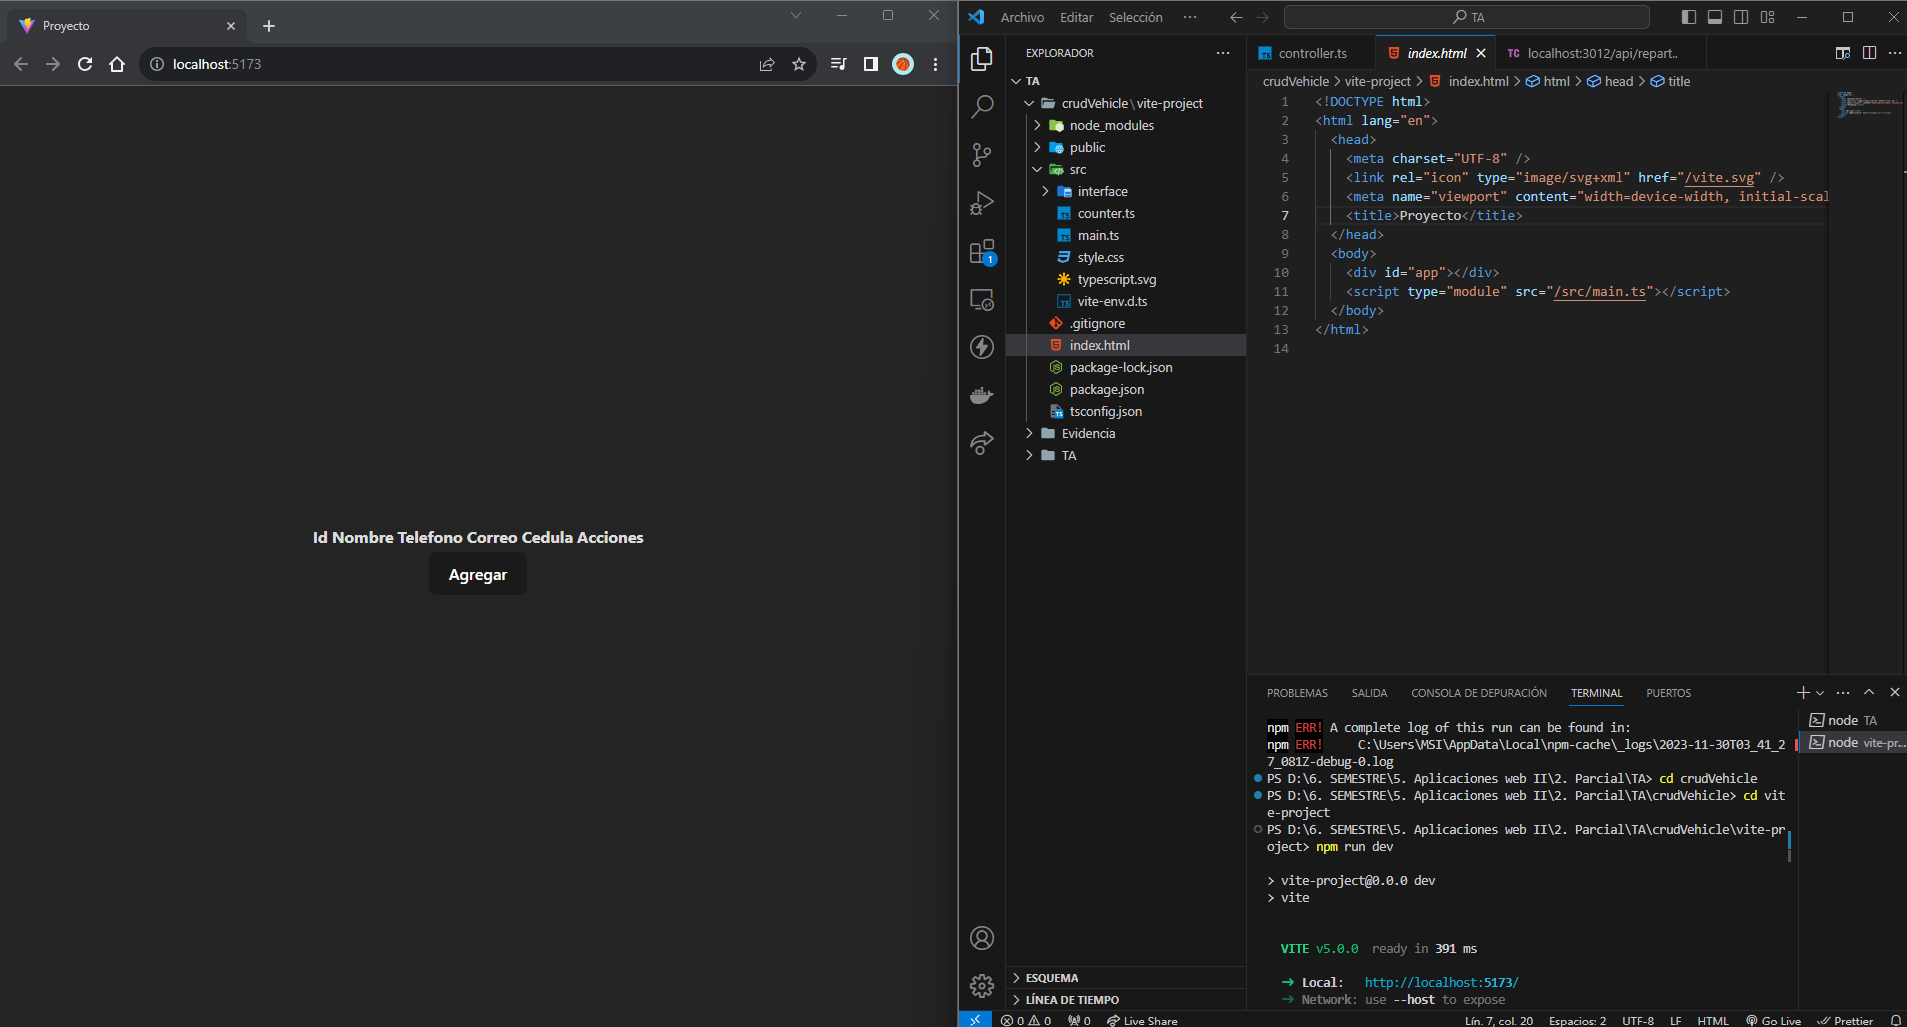 Proyecto
localhost:5173
Id Nombre Telefono Correo Cedula Acciones
Agregar
Archivo Editar Selección ···
TA
EXPLORADOR
TA
crudVehicle\vite-project
node_modules
public
src
interface
counter.ts
main.ts
style.css
typescript.svg
vite-env.d.ts
.gitignore
index.html
package-lock.json
package.json
tsconfig.json
Evidencia
TA
1
ESQUEMA
LÍNEA DE TIEMPO
controller.ts
index.html
localhost:3012/api/repart..
crudVehicle > vite-project > index.html > html > head > title
1 <!DOCTYPE html>
2 <html lang="en">
3 <head>
4 <meta charset="UTF-8" />
5 <link rel="icon" type="image/svg+xml" href="/vite.svg" />
6 <meta name="viewport" content="width=device-width, initial-scal
7 <title>Proyecto</title>
8 </head>
9 <body>
10 <div id="app"></div>
11 <script type="module" src="/src/main.ts"></script>
12 </body>
13 </html>
14
PROBLEMAS SALIDA CONSOLA DE DEPURACIÓN TERMINAL PUERTOS
npm ERR! A complete log of this run can be found in:
npm ERR! C:\Users\MSI\AppData\Local\npm-cache\_logs\2023-11-30T03_41_2
7_081Z-debug-0.log
PS D:\6. SEMESTRE\5. Aplicaciones web II\2. Parcial\TA> cd crudVehicle
PS D:\6. SEMESTRE\5. Aplicaciones web II\2. Parcial\TA\crudVehicle> cd vit
e-project
PS D:\6. SEMESTRE\5. Aplicaciones web II\2. Parcial\TA\crudVehicle\vite-pr
oject> npm run dev
> vite-project@0.0.0 dev
> vite
VITE v5.0.0 ready in 391 ms
➜ Local: http://localhost:5173/
➜ Network: use --host to expose
node TA
node vite-pr...
0 0 0 Live Share
Lín. 7, col. 20 Espacios: 2 UTF-8 LF HTML Go Live Prettier